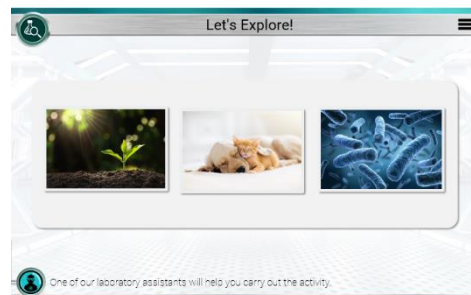 Let's Explore!
One of our laboratory assistants will help you carry out the activity.